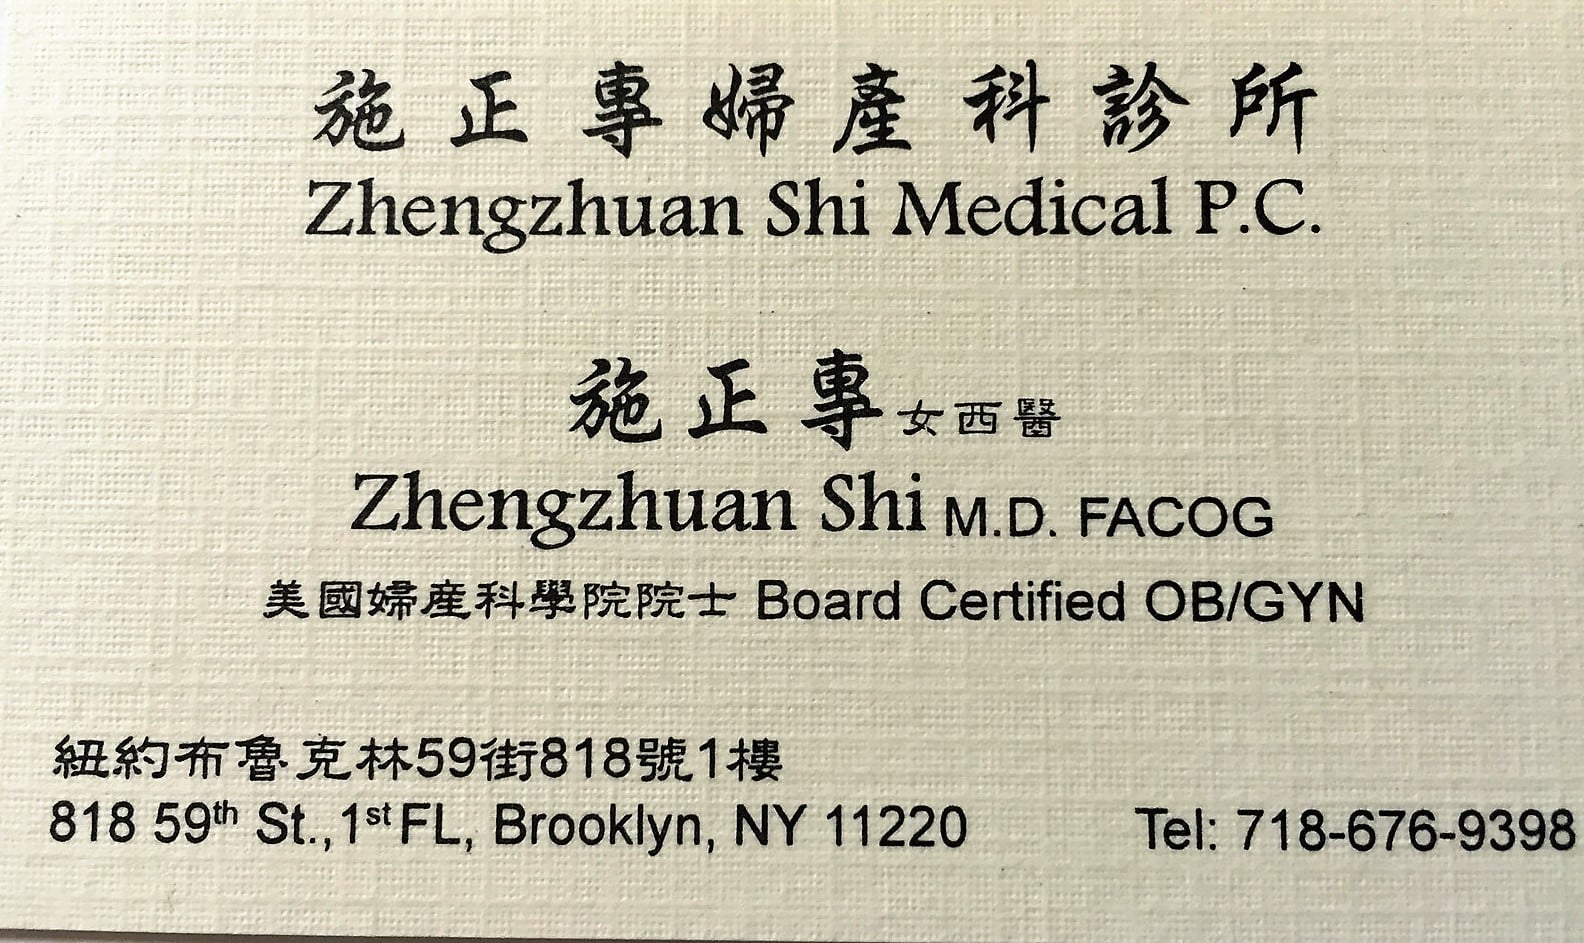 施正專婦產科診所
Zhengzhuan Shi Medical P.C.
施正專 女西醫
Zhengzhuan Shi M.D. FACOG
美國婦產科學院院士 Board Certified OB/GYN
紐約布魯克林59街818號1樓
818 59th St., 1st FL, Brooklyn, NY 11220 Tel: 718-676-9398